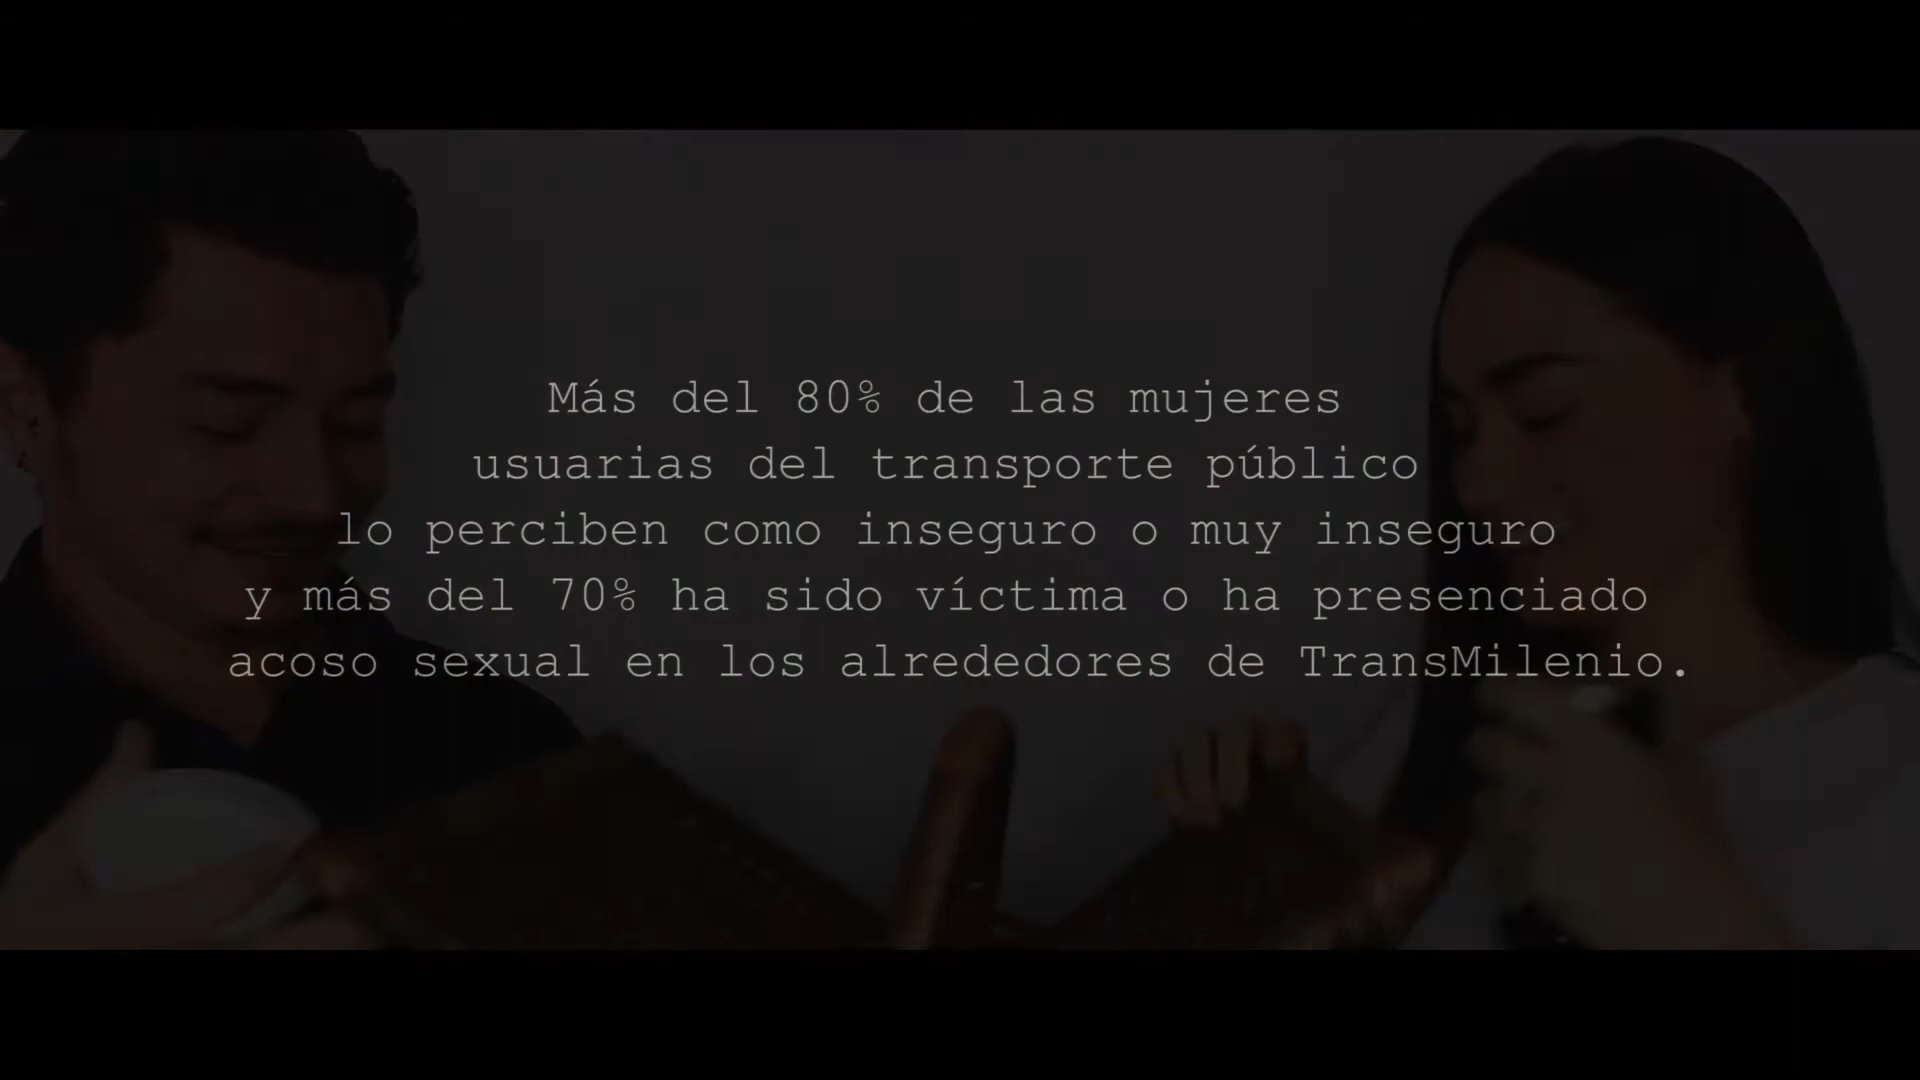 Más del 80% de las mujeres
usuarias del transporte público
lo perciben como inseguro o muy inseguro
y más del 70% ha sido víctima o ha presenciado
acoso sexual en los alrededores de TransMilenio.